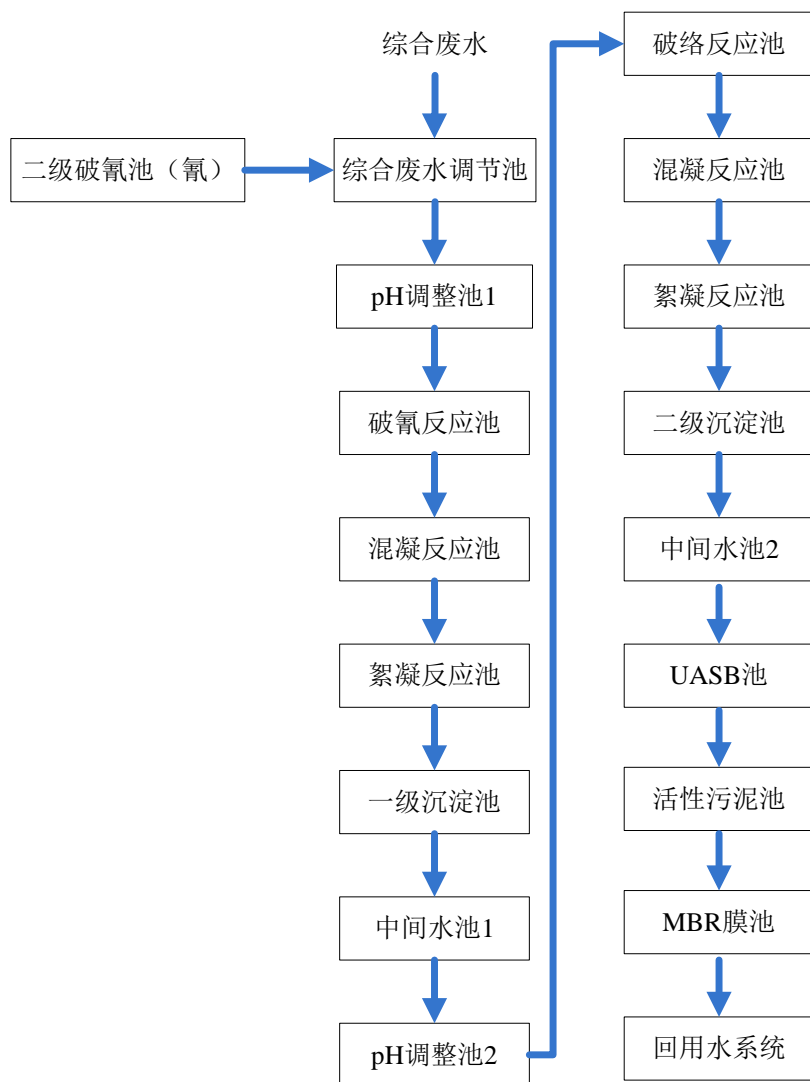 综合废水
二级破氰池（氰）
综合废水调节池
pH调整池1
破氰反应池
混凝反应池
絮凝反应池
一级沉淀池
中间水池1
pH调整池2
破络反应池
混凝反应池
絮凝反应池
二级沉淀池
中间水池2
UASB池
活性污泥池
MBR膜池
回用水系统